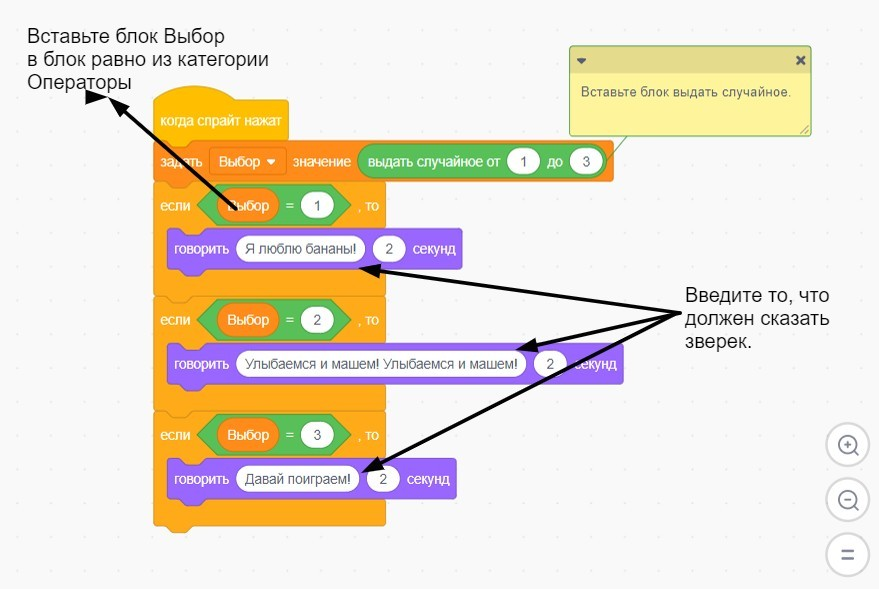 Вставьте блок Выбор
в блок равно из категории
Операторы
Вставьте блок выдать случайное.
когда спрайт нажат
задать Выбор значение выдать случайное от 1 до 3
если Выбор = 1 , то
говорить Я люблю бананы! 2 секунд
если Выбор = 2 , то
говорить Улыбаемся и машем! Улыбаемся и машем! 2 секунд
если Выбор = 3 , то
говорить Давай поиграем! 2 секунд
Введите то, что
должен сказать
зверек.